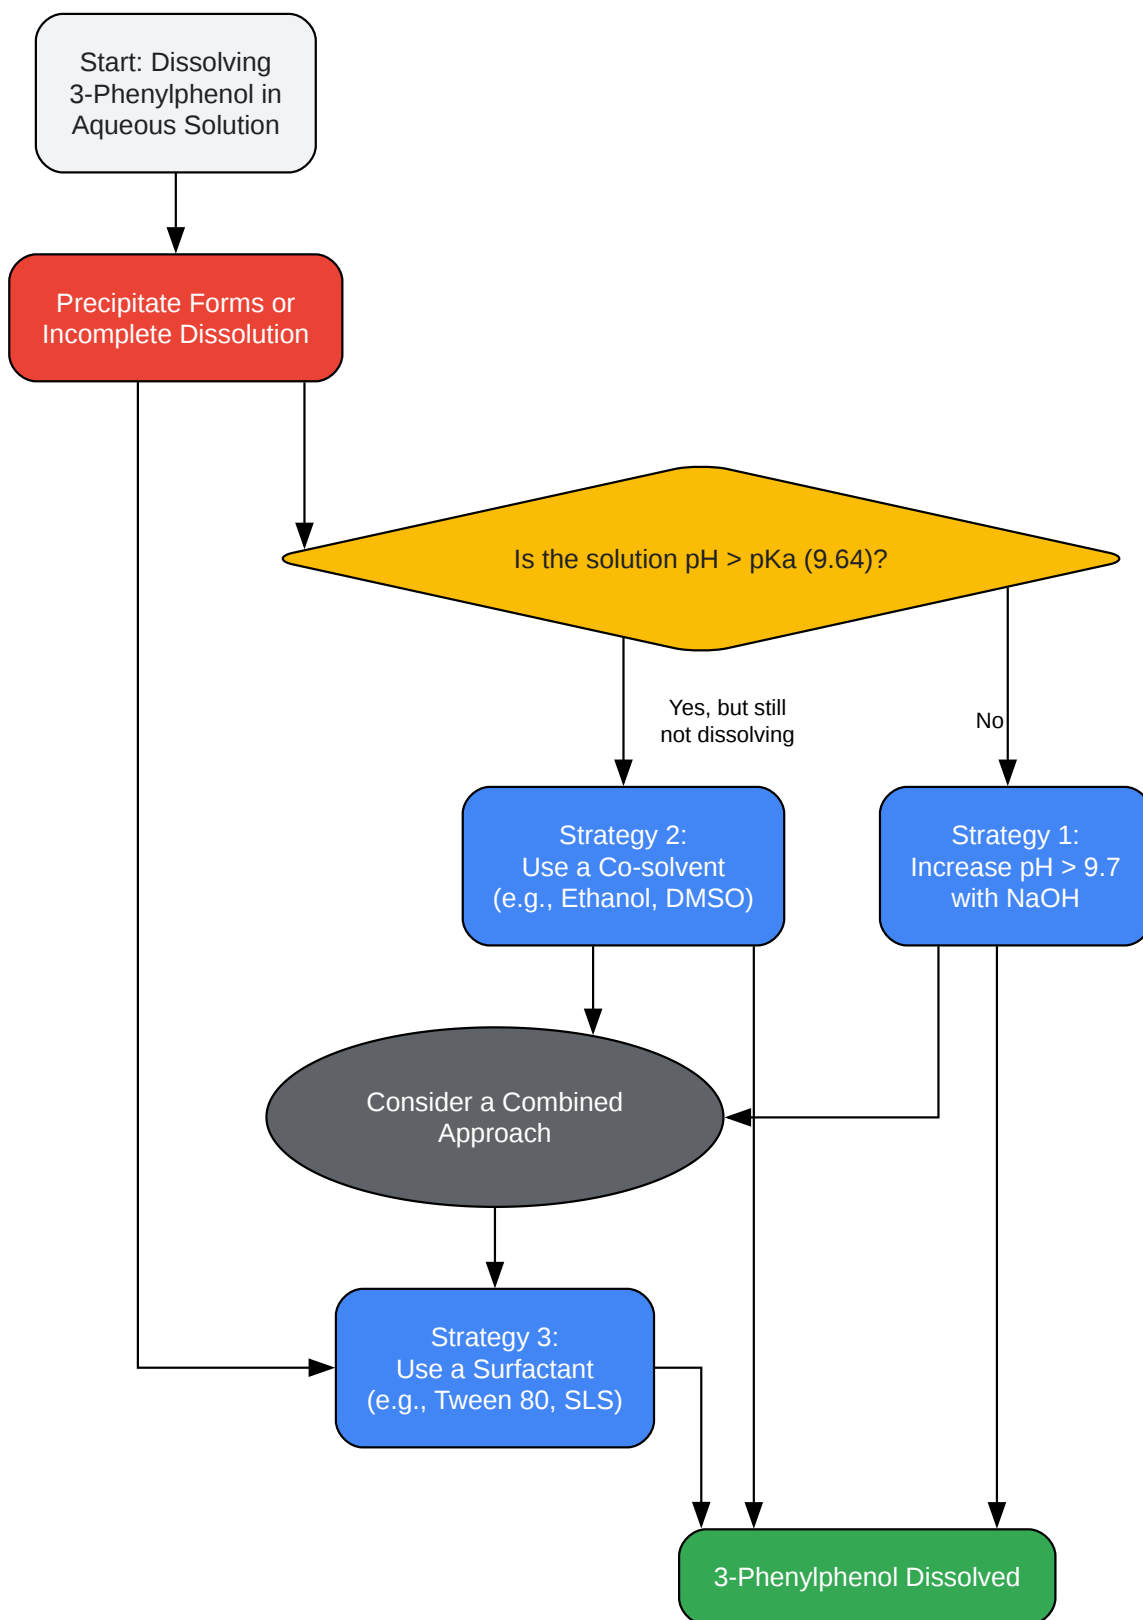 Start: Dissolving
3-Phenylphenol in
Aqueous Solution
Precipitate Forms or
Incomplete Dissolution
Is the solution pH > pKa (9.64)?
Yes, but still
not dissolving
No
Strategy 2:
Use a Co-solvent
(e.g., Ethanol, DMSO)
Strategy 1:
Increase pH > 9.7
with NaOH
Consider a Combined
Approach
Strategy 3:
Use a Surfactant
(e.g., Tween 80, SLS)
3-Phenylphenol Dissolved